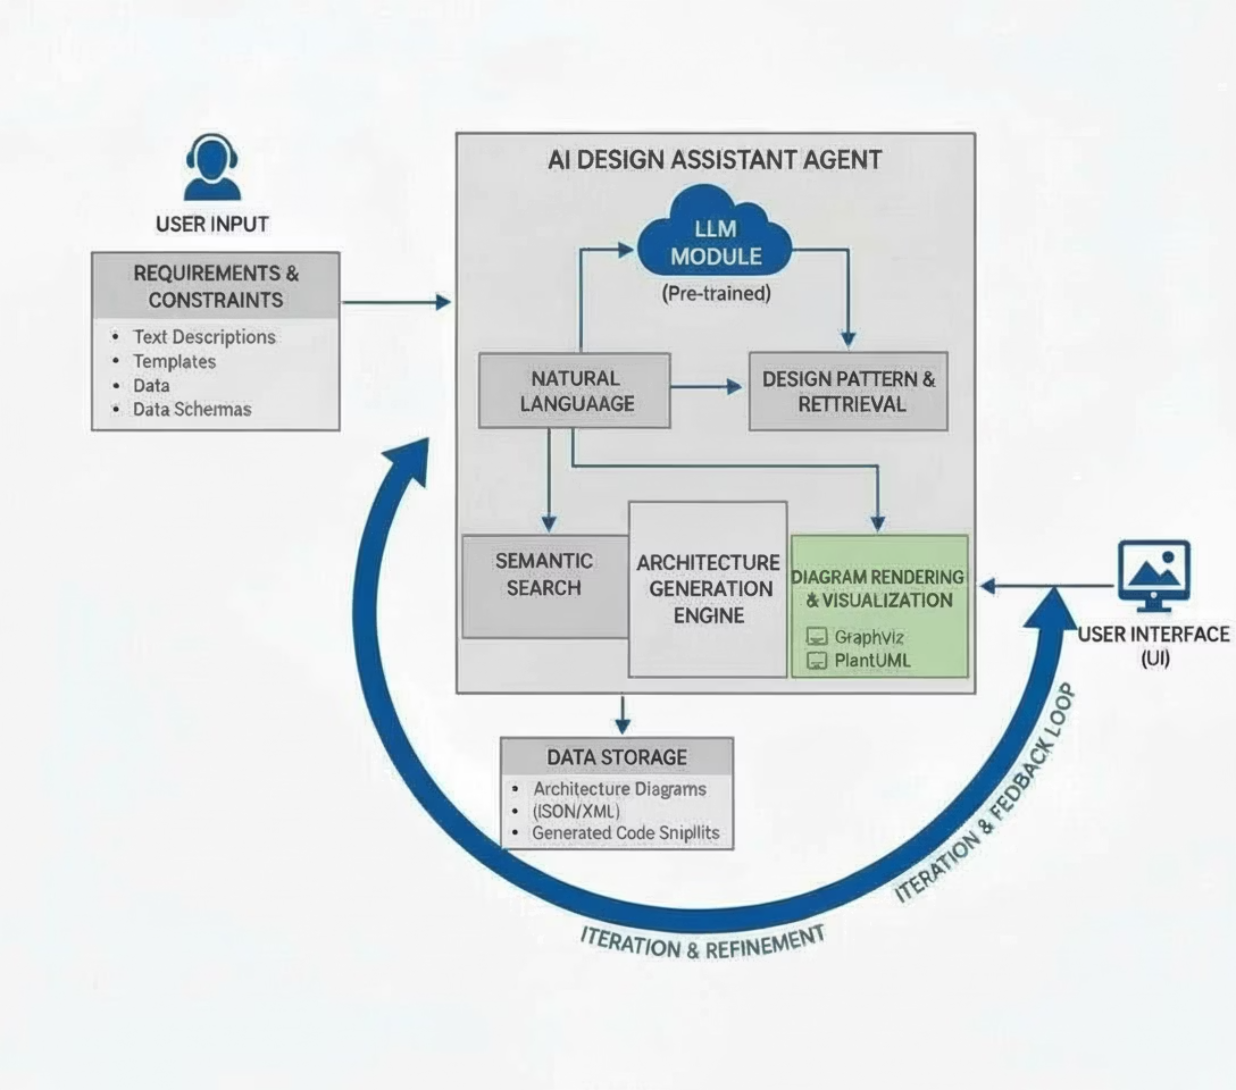 AI DESIGN ASSISTANT AGENT
USER INPUT
REQUIREMENTS &
CONSTRAINTS
• Text Descriptions
• Templates
• Data
• Data Schemas
LLM
MODULE
(Pre-trained)
NATURAL
LANGUAAGE
DESIGN PATTERN &
RETTRIEVAL
SEMANTIC
SEARCH
ARCHITECTURE
GENERATION
ENGINE
DIAGRAM RENDERING
& VISUALIZATION
GraphViz
PlantUML
USER INTERFACE
(UI)
DATA STORAGE
• Architecture Diagrams
• (ISON/XML)
• Generated Code Snipllits
ITERATION & FEDBACK LOOP
ITERATION & REFINEMENT